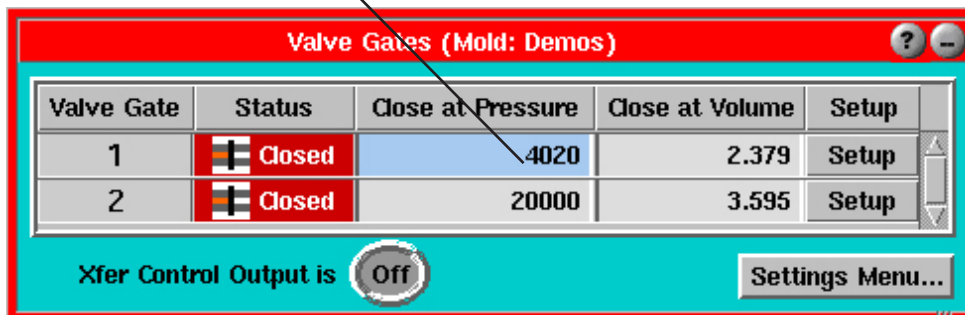 Valve Gates (Mold: Demos)
? –
Valve Gate Status Close at Pressure Close at Volume Setup
1 Closed 4020 2.379 Setup
2 Closed 20000 3.595 Setup
Xfer Control Output is Off
Settings Menu...